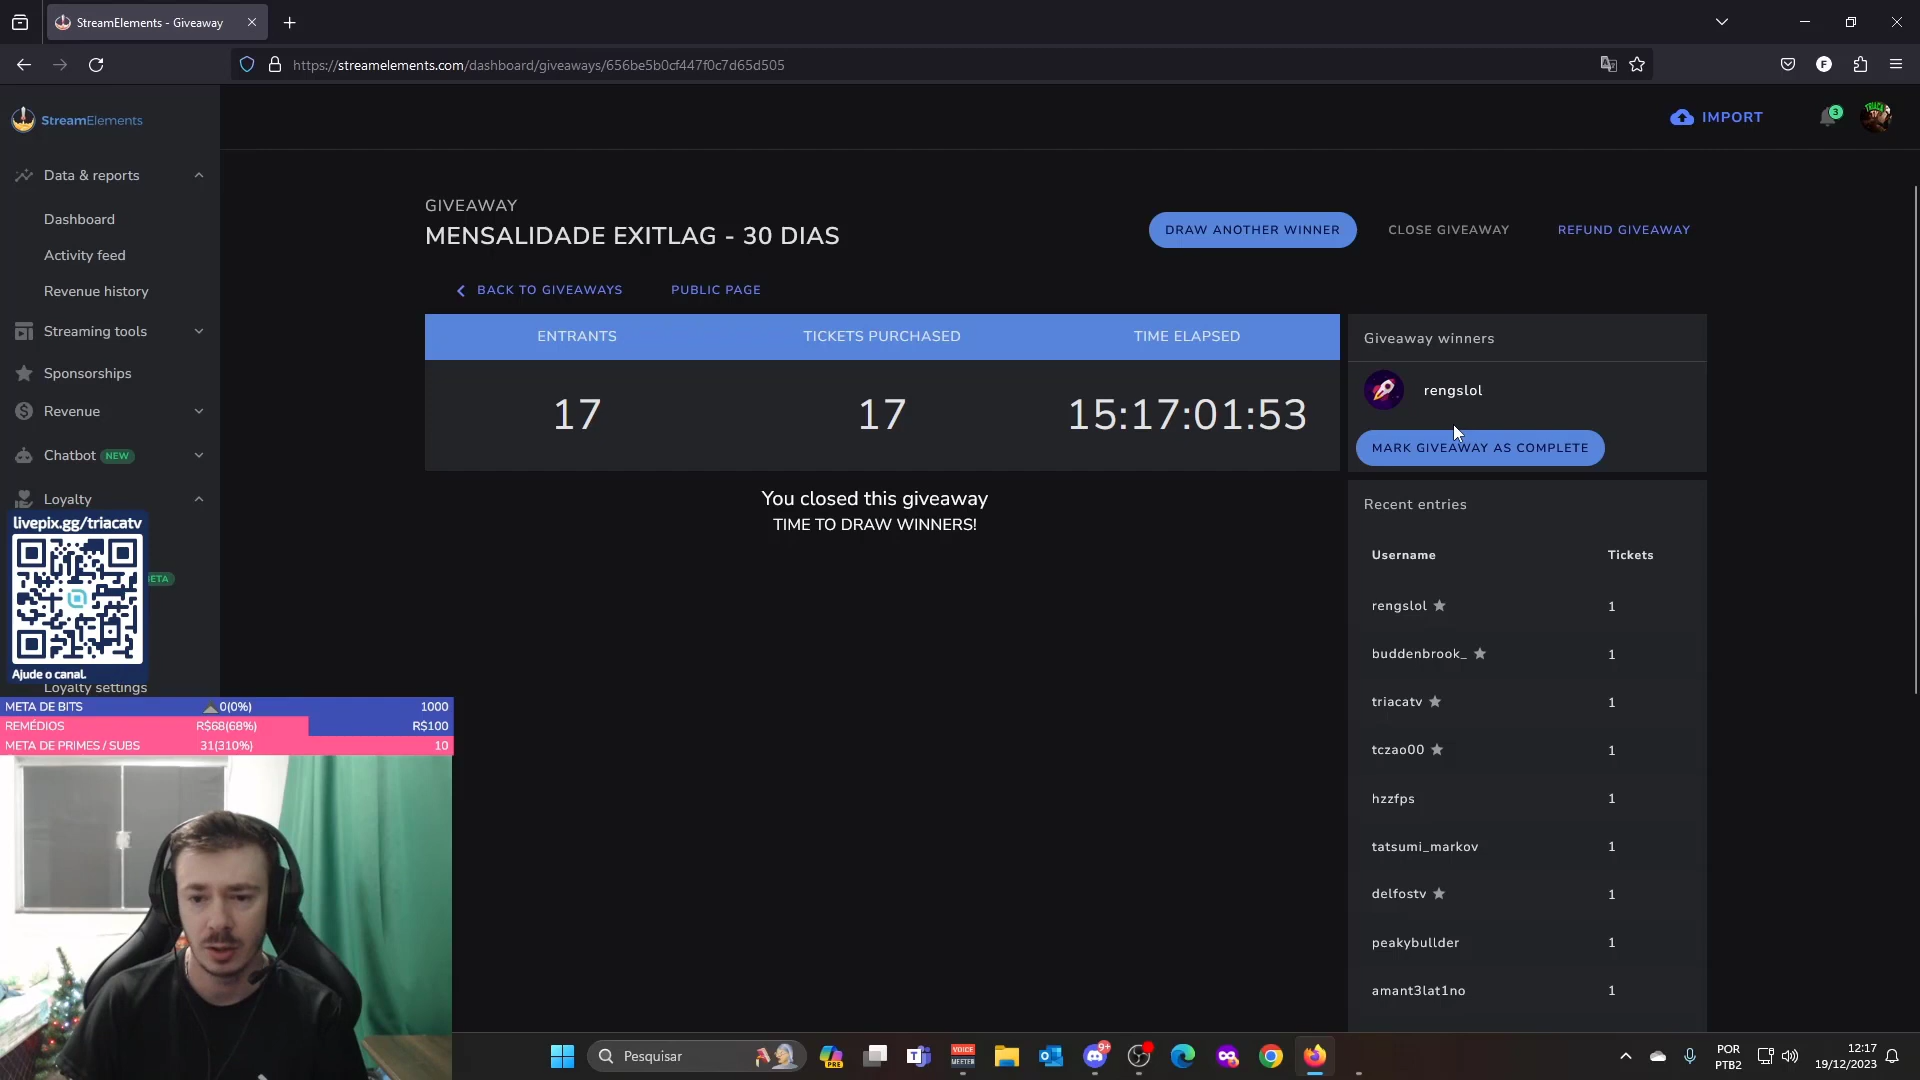 StreamElements - Giveaway
https://streamelements.com/dashboard/giveaways/656be5b0cf447f0c7d65d505
F
StreamElements
IMPORT
3
Data & reports
Dashboard
Activity feed
Revenue history
Streaming tools
Sponsorships
Revenue
Chatbot NEW
Loyalty
livepix.gg/triacatv
ETA
Ajude o canal.
Loyalty settings
GIVEAWAY
MENSALIDADE EXITLAG - 30 DIAS
DRAW ANOTHER WINNER
CLOSE GIVEAWAY
REFUND GIVEAWAY
BACK TO GIVEAWAYS
PUBLIC PAGE
ENTRANTS TICKETS PURCHASED TIME ELAPSED
17 17 15:17:01:53
You closed this giveaway
TIME TO DRAW WINNERS!
Giveaway winners
rengslol
MARK GIVEAWAY AS COMPLETE
Recent entries
Username Tickets
rengslol 1
buddenbrook_ 1
triacatv 1
tczao00 1
hzzfps 1
tatsumi_markov 1
delfostv 1
peakybullder 1
amant3lat1no 1
META DE BITS 0(0%) 1000
REMÉDIOS R$68(68%) R$100
META DE PRIMES / SUBS 31(310%) 10
Pesquisar
PRE
VOICE
MEETER
9+
POR
PTB2
12:17
19/12/2023